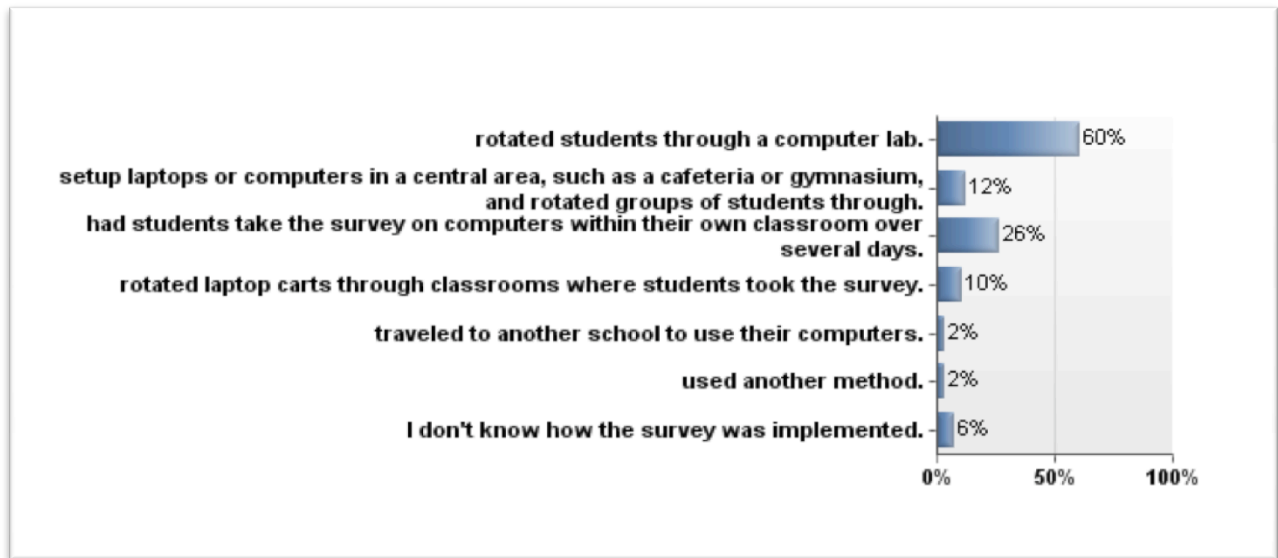 rotated students through a computer lab.
60%
setup laptops or computers in a central area, such as a cafeteria or gymnasium,
and rotated groups of students through.
12%
had students take the survey on computers within their own classroom over
several days.
26%
rotated laptop carts through classrooms where students took the survey.
10%
traveled to another school to use their computers.
2%
used another method.
2%
I don't know how the survey was implemented.
6%
0%
50%
100%